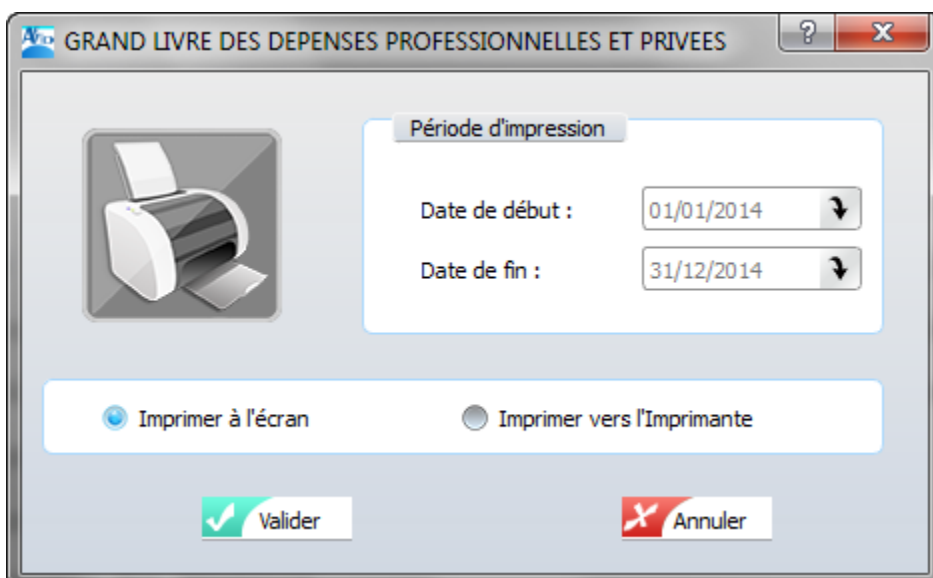 GRAND LIVRE DES DEPENSES PROFESSIONNELLES ET PRIVEES
Période d'impression
Date de début : 01/01/2014
Date de fin : 31/12/2014
Imprimer à l'écran Imprimer vers l'Imprimante
Valider Annuler